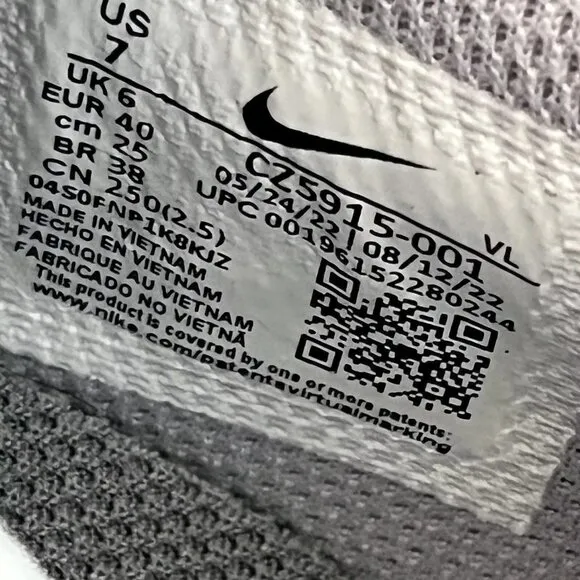 US
7
UK 6
EUR 40
cm 25
BR 38
CN 250(2.5)
04S0FNP1K8KJZ
MADE IN VIETNAM
HECHO EN VIETNAM
FABRIQUE AU VIETNAM
FABRICADO NO VIETNÃ
This product is covered by one or more patents:
www.nike.com/patentsvirtualmarking
CZ5915-001
VL
05/24/22 | 08/12/22
UPC 00196152280244